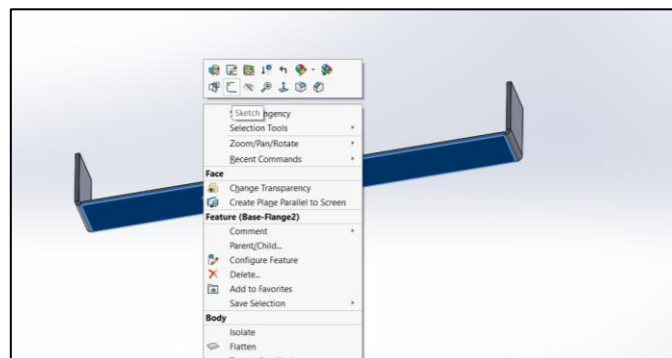 Sketch
ngency
Selection Tools
Zoom/Pan/Rotate
Recent Commands
Face
Change Transparency
Create Plane Parallel to Screen
Feature (Base-Flange2)
Comment
Parent/Child...
Configure Feature
Delete...
Add to Favorites
Save Selection
Body
Isolate
Flatten